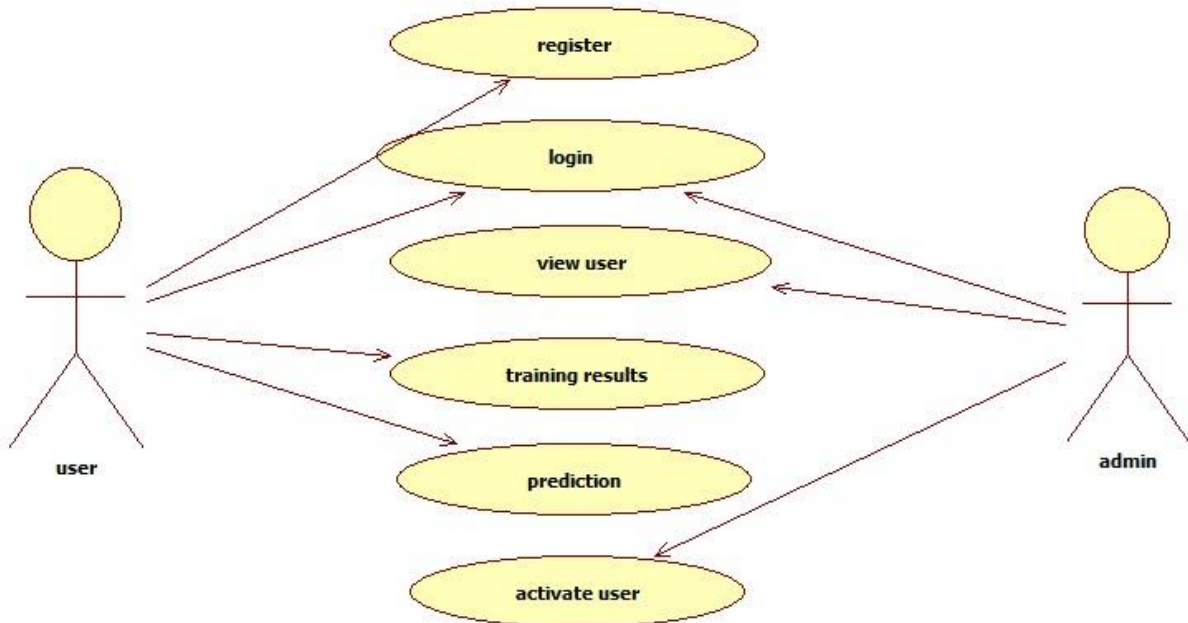 register
login
view user
training results
user
prediction
admin
activate user